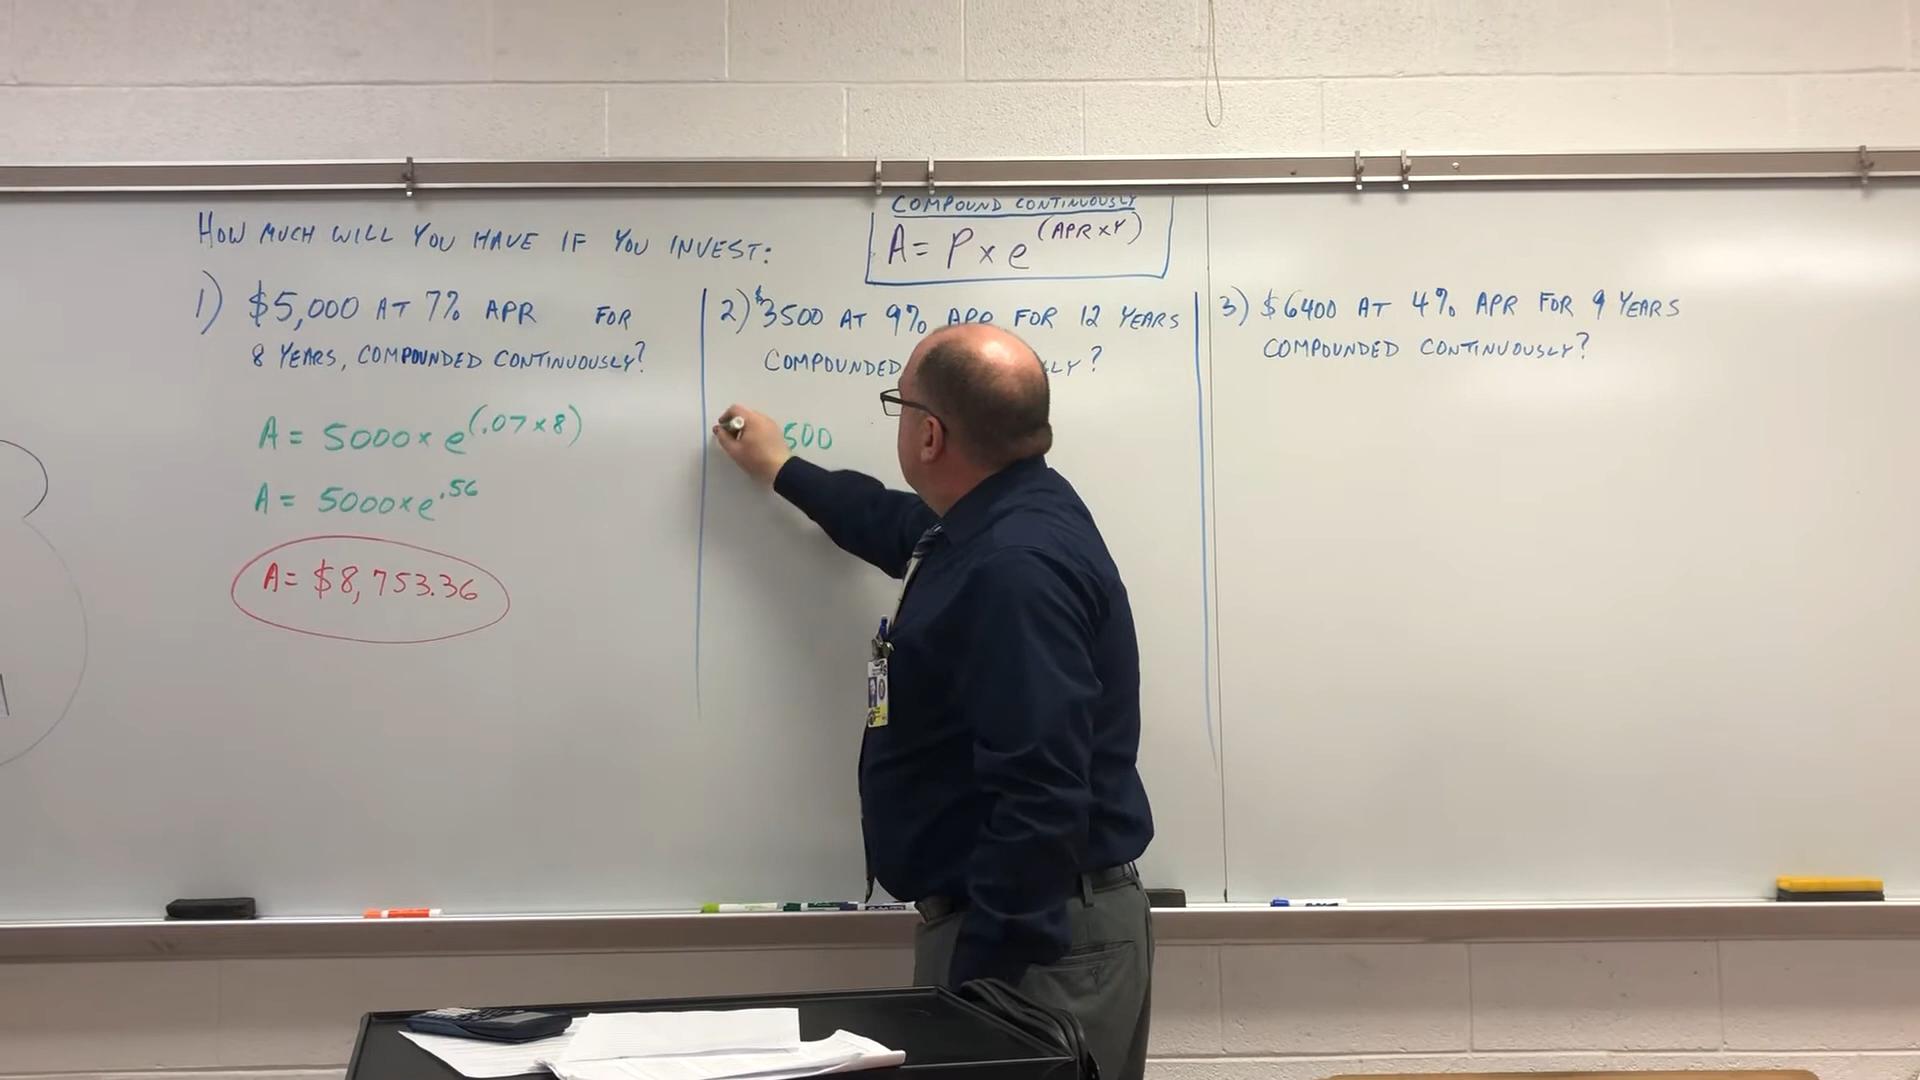 COMPOUND CONTINUOUSLY
A = P × e^(APR×Y)
HOW MUCH WILL YOU HAVE IF YOU INVEST:
1) $5,000 AT 7% APR FOR
8 YEARS, COMPOUNDED CONTINUOUSLY?
A = 5000 × e^(.07 × 8)
A = 5000 × e^.56
A = $8,753.36
2) $3500 AT 9% APR FOR 12 YEARS
COMPOUNDED LY?
500
3) $6400 AT 4% APR FOR 9 YEARS
COMPOUNDED CONTINUOUSLY?